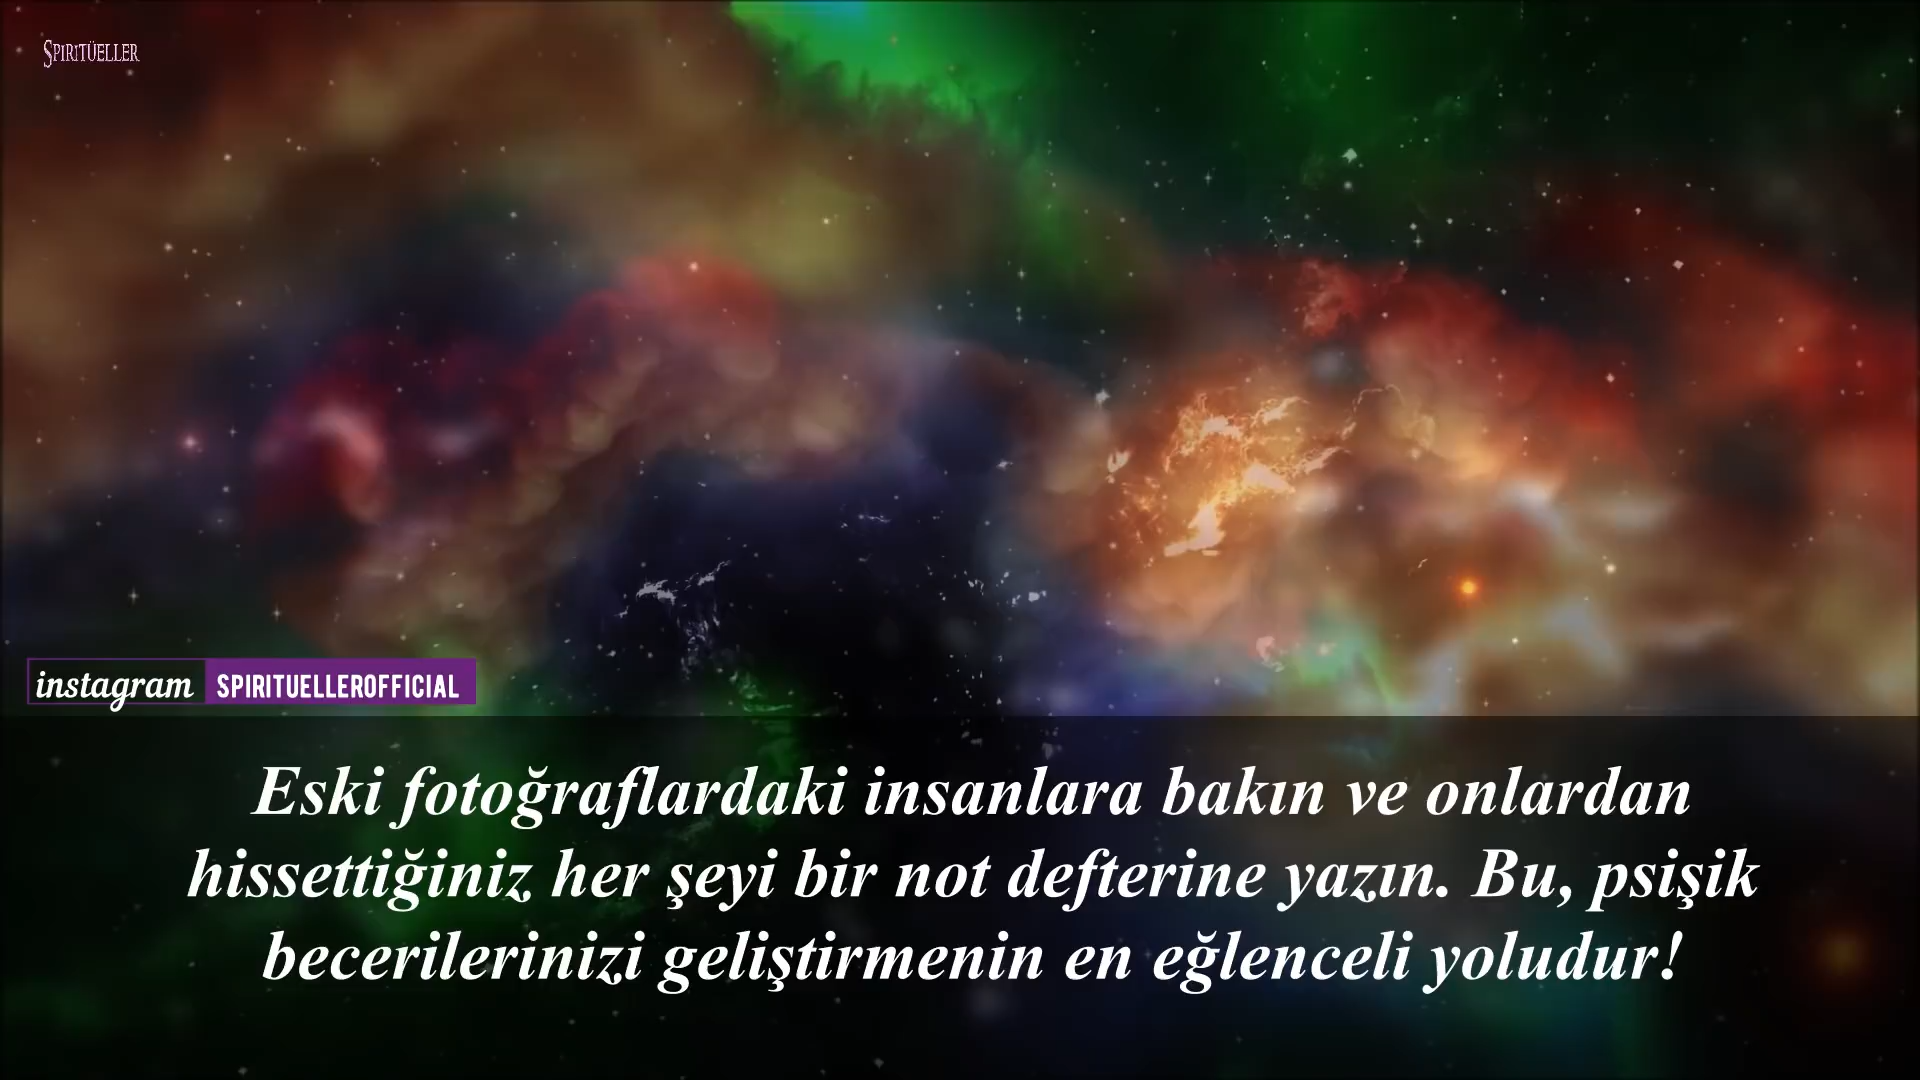 SPIRITÜELLER
instagram SPIRITUELLEROFFICIAL
Eski fotoğraflardaki insanlara bakın ve onlardan
hissettiğiniz her şeyi bir not defterine yazın. Bu, psişik
becerilerinizi geliştirmenin en eğlenceli yoludur!